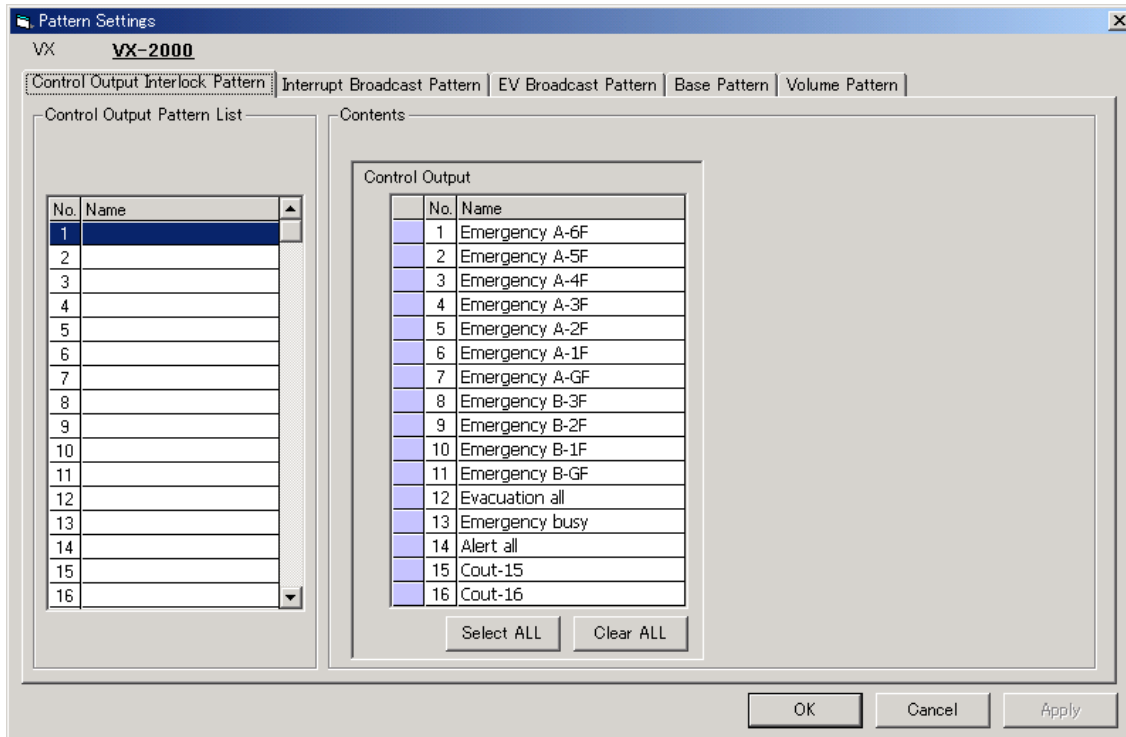 Pattern Settings
VX VX-2000
Control Output Interlock Pattern Interrupt Broadcast Pattern EV Broadcast Pattern Base Pattern Volume Pattern
Control Output Pattern List
No. Name
1
2
3
4
5
6
7
8
9
10
11
12
13
14
15
16
Contents
Control Output
No. Name
1 Emergency A-6F
2 Emergency A-5F
3 Emergency A-4F
4 Emergency A-3F
5 Emergency A-2F
6 Emergency A-1F
7 Emergency A-GF
8 Emergency B-3F
9 Emergency B-2F
10 Emergency B-1F
11 Emergency B-GF
12 Evacuation all
13 Emergency busy
14 Alert all
15 Cout-15
16 Cout-16
Select ALL Clear ALL
OK Cancel Apply